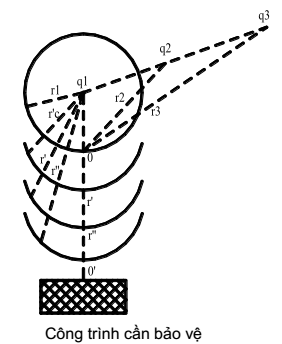 q3
q2
r1
q1
r2
r3
r'c
r'
r"
0
r'
r"
0'
Công trình cần bảo vệ